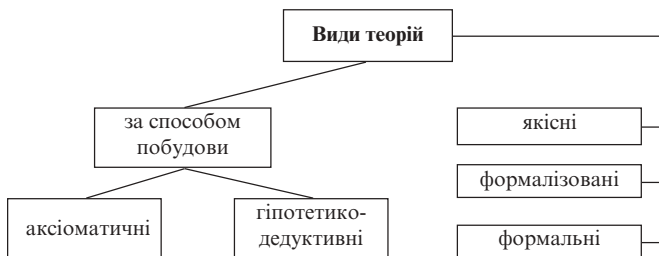 Види теорій
за способом
побудови
якісні
формалізовані
аксіоматичні
гіпотетико-
дедуктивні
формальні